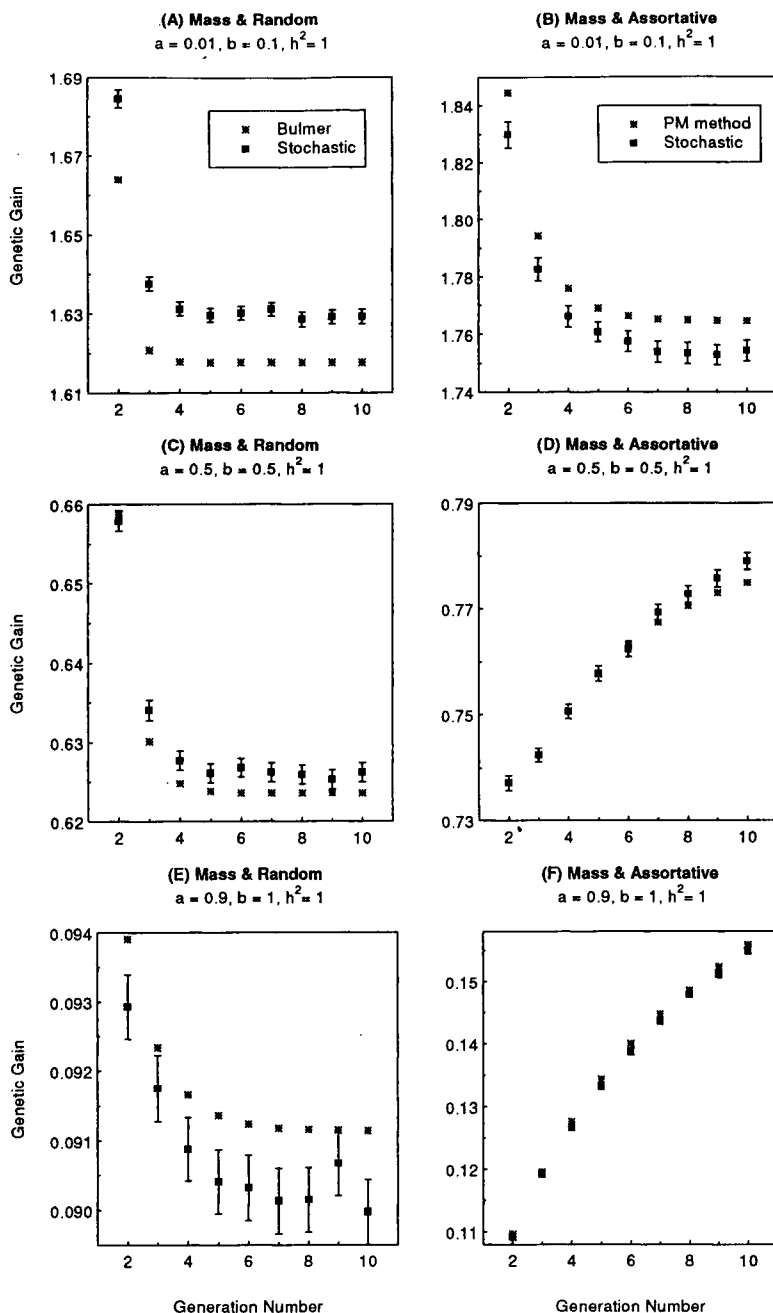 (A) Mass & Random
a = 0.01, b = 0.1, h²= 1
1.69
1.67
1.65
1.63
1.61
Genetic Gain
Bulmer
Stochastic
2 4 6 8 10
(B) Mass & Assortative
a = 0.01, b = 0.1, h²= 1
1.84
1.82
1.80
1.78
1.76
1.74
PM method
Stochastic
2 4 6 8 10
(C) Mass & Random
a = 0.5, b = 0.5, h²= 1
0.66
0.65
0.64
0.63
0.62
Genetic Gain
2 4 6 8 10
(D) Mass & Assortative
a = 0.5, b = 0.5, h²= 1
0.79
0.77
0.75
0.73
2 4 6 8 10
(E) Mass & Random
a = 0.9, b = 1, h²= 1
0.094
0.093
0.092
0.091
0.090
Genetic Gain
2 4 6 8 10
Generation Number
(F) Mass & Assortative
a = 0.9, b = 1, h²= 1
0.15
0.14
0.13
0.12
0.11
2 4 6 8 10
Generation Number